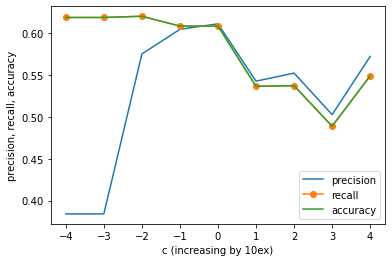 precision, recall, accuracy
0.60
0.55
0.50
0.45
0.40
−4 −3 −2 −1 0 1 2 3 4
c (increasing by 10ex)
precision
recall
accuracy